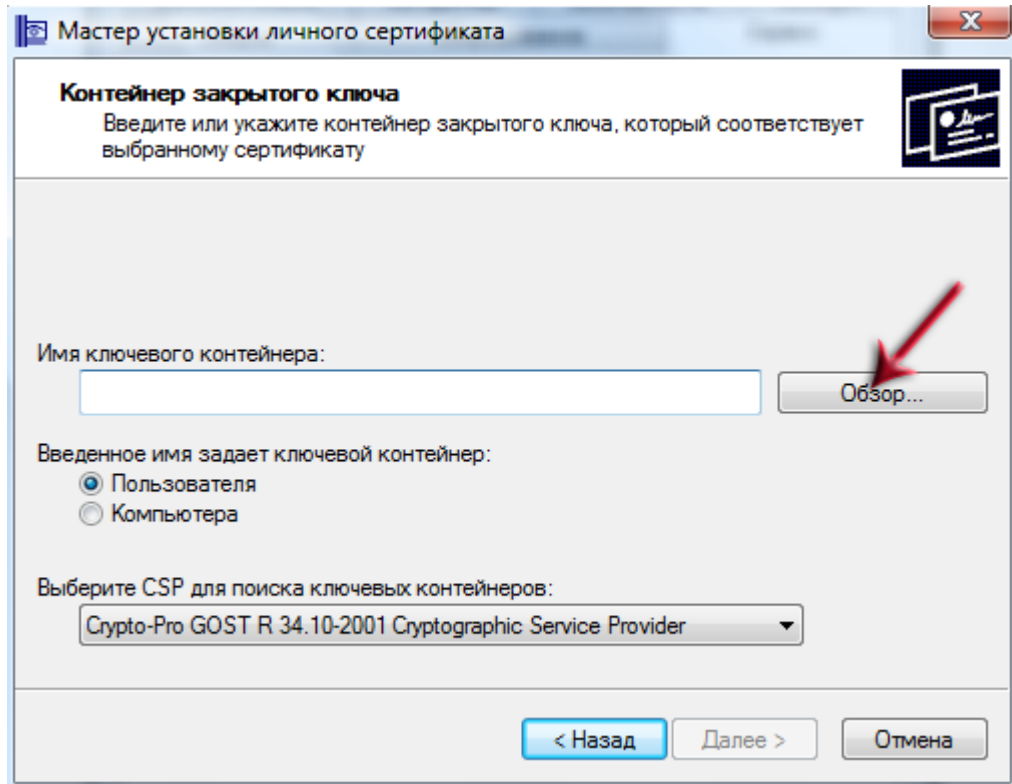 Мастер установки личного сертификата
Контейнер закрытого ключа
Введите или укажите контейнер закрытого ключа, который соответствует
выбранному сертификату
Имя ключевого контейнера:
Обзор...
Введенное имя задает ключевой контейнер:
Пользователя
Компьютера
Выберите CSP для поиска ключевых контейнеров:
Crypto-Pro GOST R 34.10-2001 Cryptographic Service Provider
< Назад
Далее >
Отмена